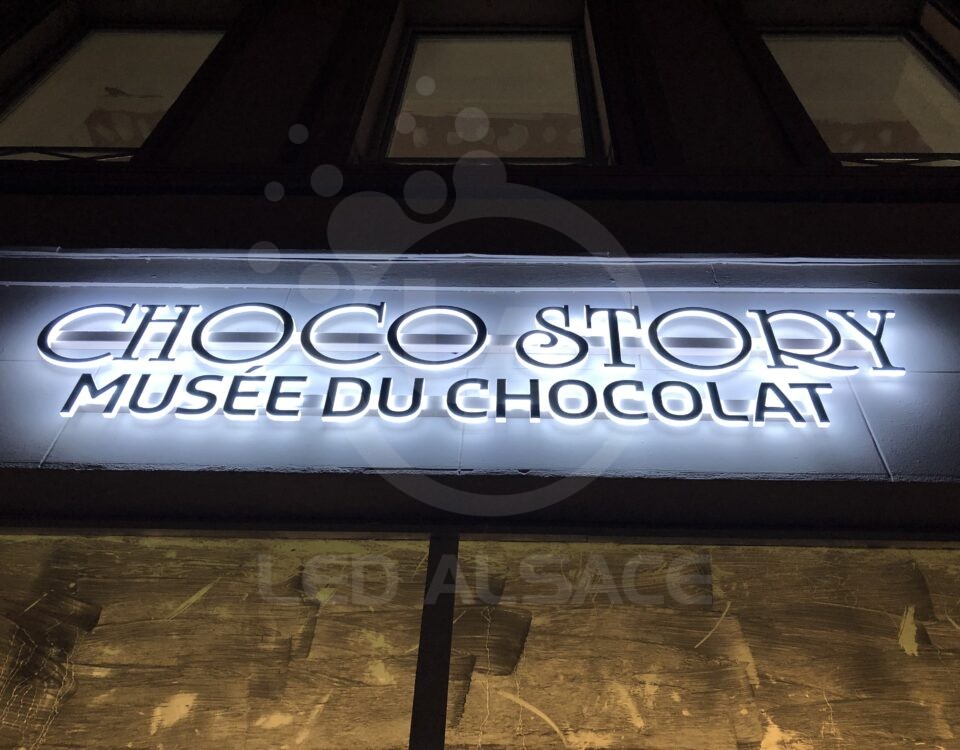 CHOCO STORY
MUSÉE DU CHOCOLAT
LED ALSACE